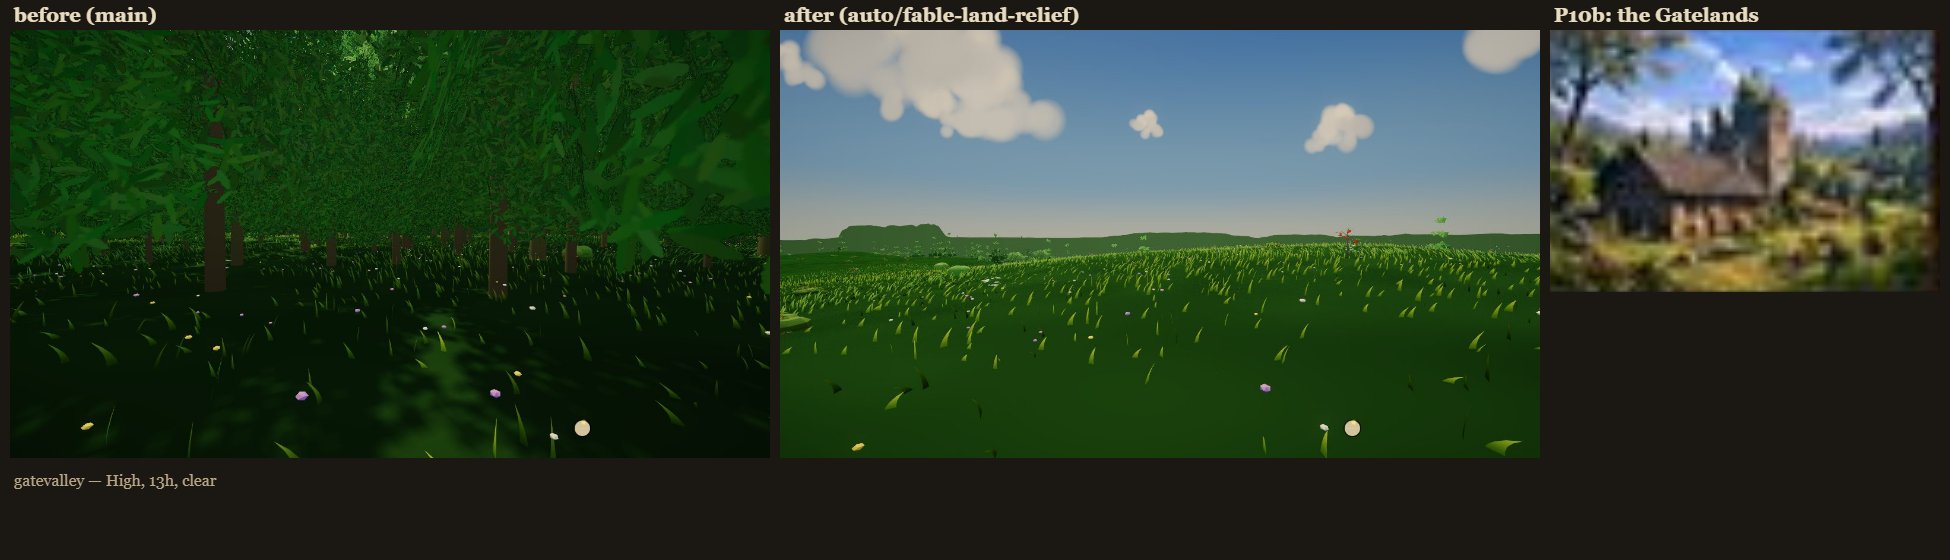 before (main)
after (auto/fable-land-relief)
P10b: the Gatelands
gatevalley — High, 13h, clear